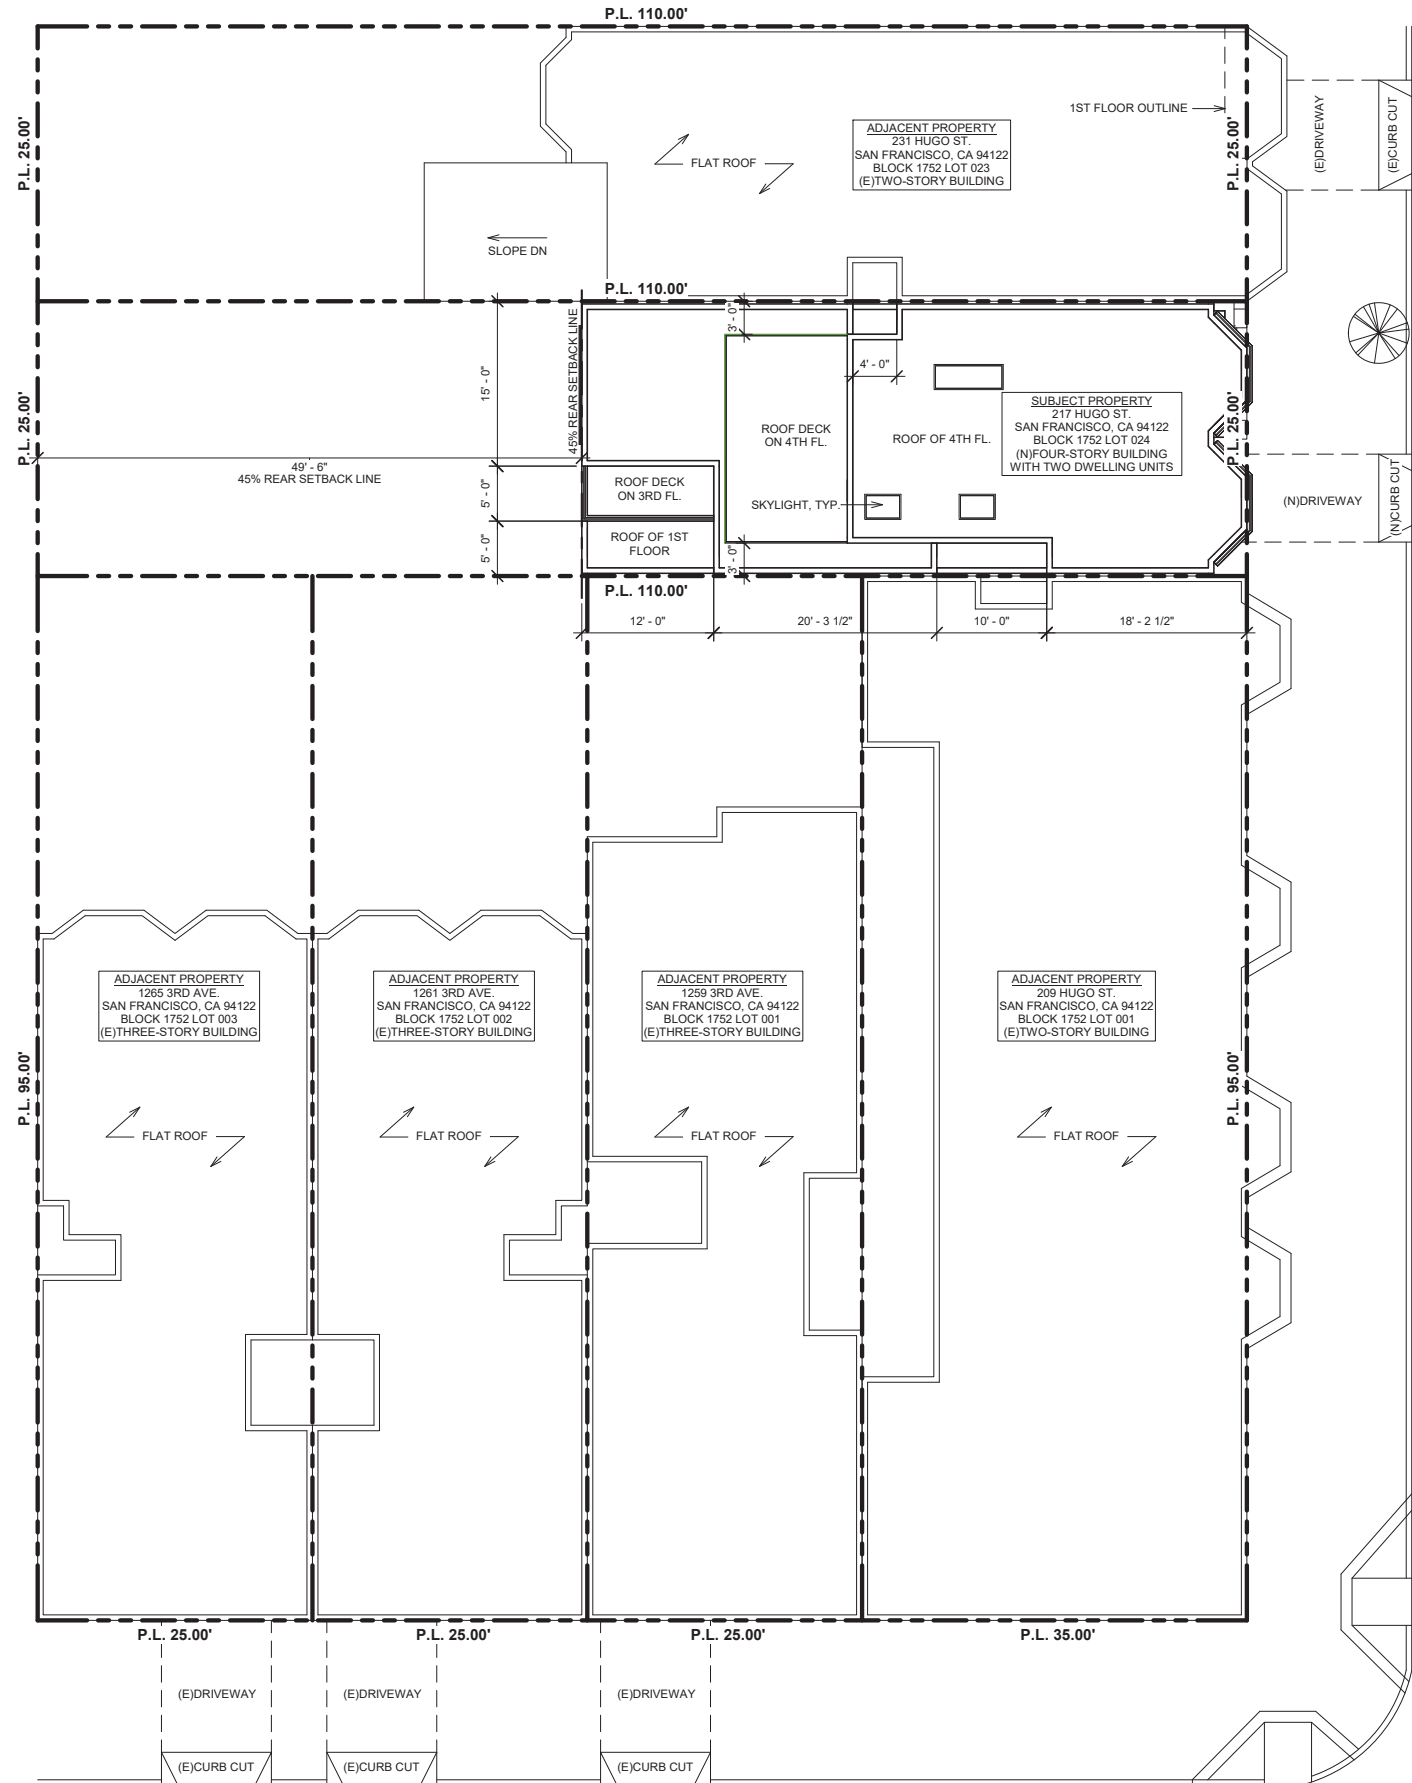 P.L. 110.00'
P.L. 25.00'
1ST FLOOR OUTLINE
ADJACENT PROPERTY
231 HUGO ST.
SAN FRANCISCO, CA 94122
BLOCK 1752 LOT 023
(E)TWO-STORY BUILDING
P.L. 25.00'
(E)DRIVEWAY
(E)CURB CUT
FLAT ROOF
SLOPE DN
P.L. 110.00'
P.L. 25.00'
15' - 0"
5' - 0"
5' - 0"
49' - 6"
45% REAR SETBACK LINE
45% REAR SETBACK LINE
3' - 0"
4' - 0"
ROOF DECK
ON 4TH FL.
ROOF OF 4TH FL.
SUBJECT PROPERTY
217 HUGO ST.
SAN FRANCISCO, CA 94122
BLOCK 1752 LOT 024
(N)FOUR-STORY BUILDING
WITH TWO DWELLING UNITS
P.L. 25.00'
ROOF DECK
ON 3RD FL.
SKYLIGHT, TYP.
(N)DRIVEWAY
(N)CURB CUT
ROOF OF 1ST
FLOOR
3' - 0"
P.L. 110.00'
12' - 0"
20' - 3 1/2"
10' - 0"
18' - 2 1/2"
ADJACENT PROPERTY
1265 3RD AVE.
SAN FRANCISCO, CA 94122
BLOCK 1752 LOT 003
(E)THREE-STORY BUILDING
ADJACENT PROPERTY
1261 3RD AVE.
SAN FRANCISCO, CA 94122
BLOCK 1752 LOT 002
(E)THREE-STORY BUILDING
ADJACENT PROPERTY
1259 3RD AVE.
SAN FRANCISCO, CA 94122
BLOCK 1752 LOT 001
(E)THREE-STORY BUILDING
ADJACENT PROPERTY
209 HUGO ST.
SAN FRANCISCO, CA 94122
BLOCK 1752 LOT 001
(E)TWO-STORY BUILDING
P.L. 95.00'
P.L. 95.00'
FLAT ROOF
FLAT ROOF
FLAT ROOF
FLAT ROOF
P.L. 25.00'
P.L. 25.00'
P.L. 25.00'
P.L. 35.00'
(E)DRIVEWAY
(E)DRIVEWAY
(E)DRIVEWAY
(E)CURB CUT
(E)CURB CUT
(E)CURB CUT